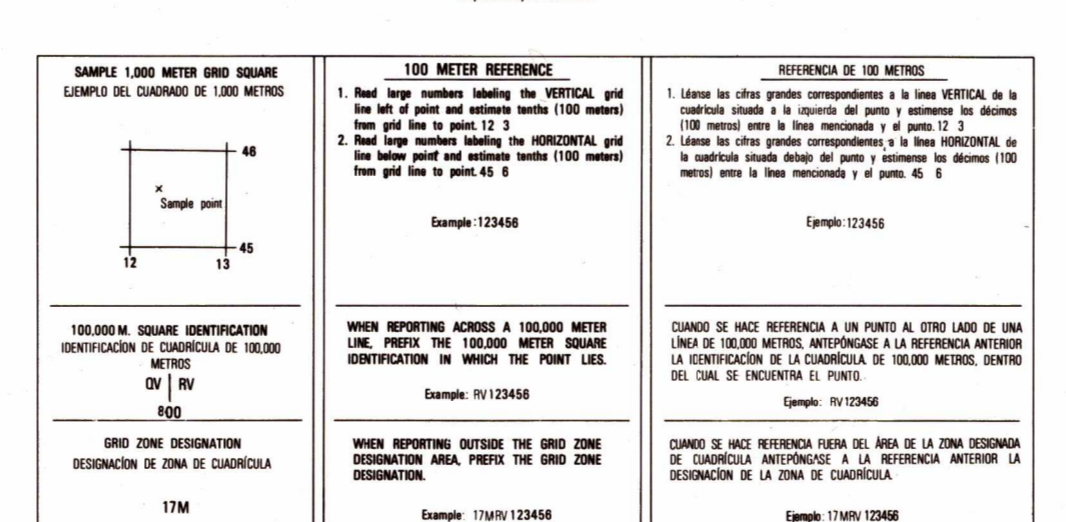 SAMPLE 1,000 METER GRID SQUARE
EJEMPLO DEL CUADRADO DE 1,000 METROS
46
Sample point
45
12 13
100 METER REFERENCE
1. Read large numbers labeling the VERTICAL grid
line left of point and estimate tenths (100 meters)
from grid line to point. 12 3
2. Read large numbers labeling the HORIZONTAL grid
line below point and estimate tenths (100 meters)
from grid line to point. 45 6
Example: 123456
REFERENCIA DE 100 METROS
1. Léanse las cifras grandes correspondientes a la linea VERTICAL de la
cuadrícula situada a la izquierda del punto y estimense los décimos
(100 metros) entre la línea mencionada y el punto. 12 3
2. Léanse las cifras grandes correspondientes a la línea HORIZONTAL de
la cuadrícula situada debajo del punto y estimense los décimos (100
metros) entre la línea mencionada y el punto. 45 6
Ejemplo: 123456
100,000 M. SQUARE IDENTIFICATION
IDENTIFICACÍON DE CUADRÍCULA DE 100,000
METROS
QV | RV
800
WHEN REPORTING ACROSS A 100,000 METER
LINE, PREFIX THE 100,000 METER SQUARE
IDENTIFICATION IN WHICH THE POINT LIES.
Example: RV 123456
CUANDO SE HACE REFERENCIA A UN PUNTO AL OTRO LADO DE UNA
LÍNEA DE 100,000 METROS, ANTEPÓNGASE A LA REFERENCIA ANTERIOR
LA IDENTIFICACÍON DE LA CUADRÍCULA DE 100,000 METROS, DENTRO
DEL CUAL SE ENCUENTRA EL PUNTO.
Ejemplo: RV 123456
GRID ZONE DESIGNATION
DESIGNACÍON DE ZONA DE CUADRÍCULA
17M
WHEN REPORTING OUTSIDE THE GRID ZONE
DESIGNATION AREA, PREFIX THE GRID ZONE
DESIGNATION.
Example: 17MRV 123456
CUANDO SE HACE REFERENCIA FUERA DEL ÁREA DE LA ZONA DESIGNADA
DE CUADRÍCULA ANTEPÓNGASE A LA REFERENCIA ANTERIOR LA
DESIGNACÍON DE LA ZONA DE CUADRÍCULA.
Ejemplo: 17MRV 123456